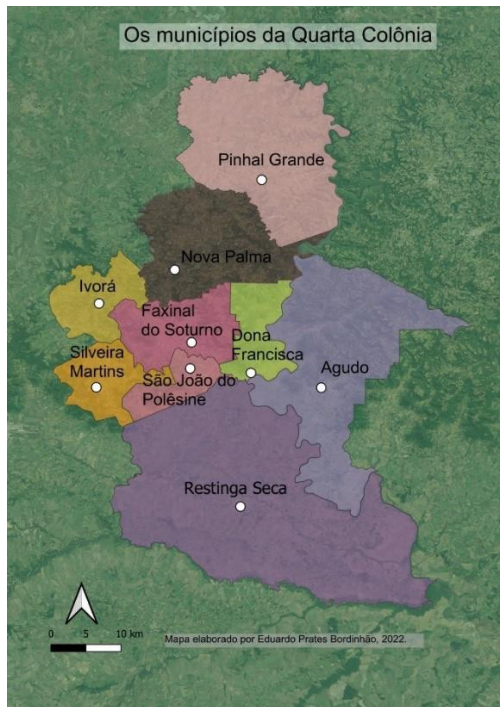 Os municípios da Quarta Colônia
Pinhal Grande
Nova Palma
Ivorá
Faxinal
do Soturno
Dona
Francisca
Silveira
Martins
São João do
Polêsine
Agudo
Restinga Seca
0 5 10 km
Mapa elaborado por Eduardo Prates Bordinhão, 2022.